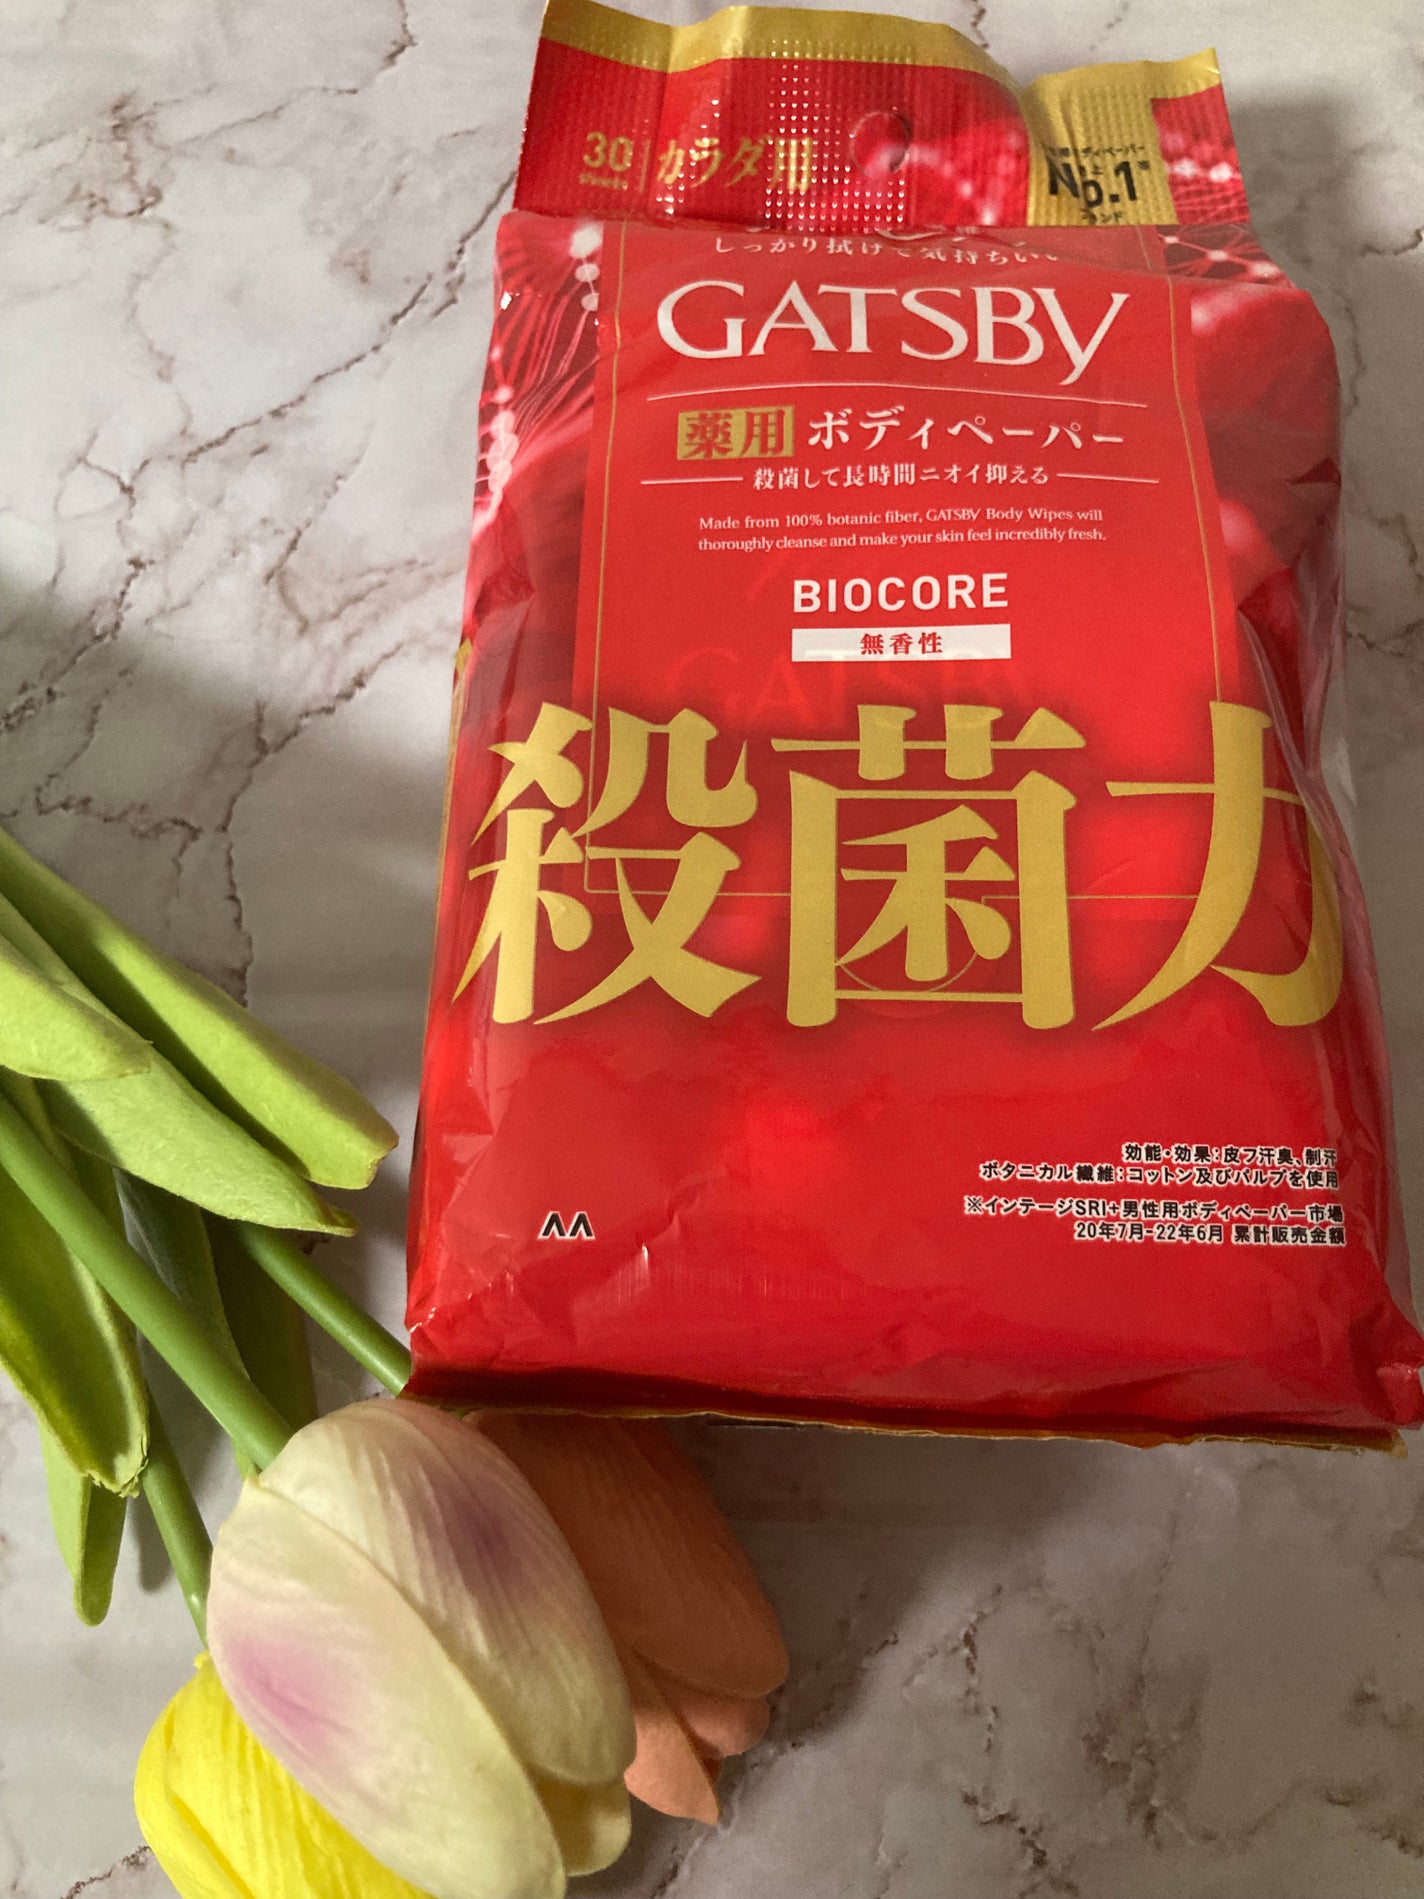 30
カラダ用
No.1※
しっかり拭けて気持ちいい
GATSBY
薬用 ボディペーパー
殺菌して長時間ニオイ抑える
Made from 100% botanic fiber, GATSBY Body Wipes will
thoroughly cleanse and make your skin feel incredibly fresh.
BIOCORE
無香性
殺菌力
効能・効果：皮フ汗臭、制汗
ボタニカル繊維：コットン及びパルプを使用
※インテージSRI+男性用ボディペーパー市場
20年7月-22年6月 累計販売金額